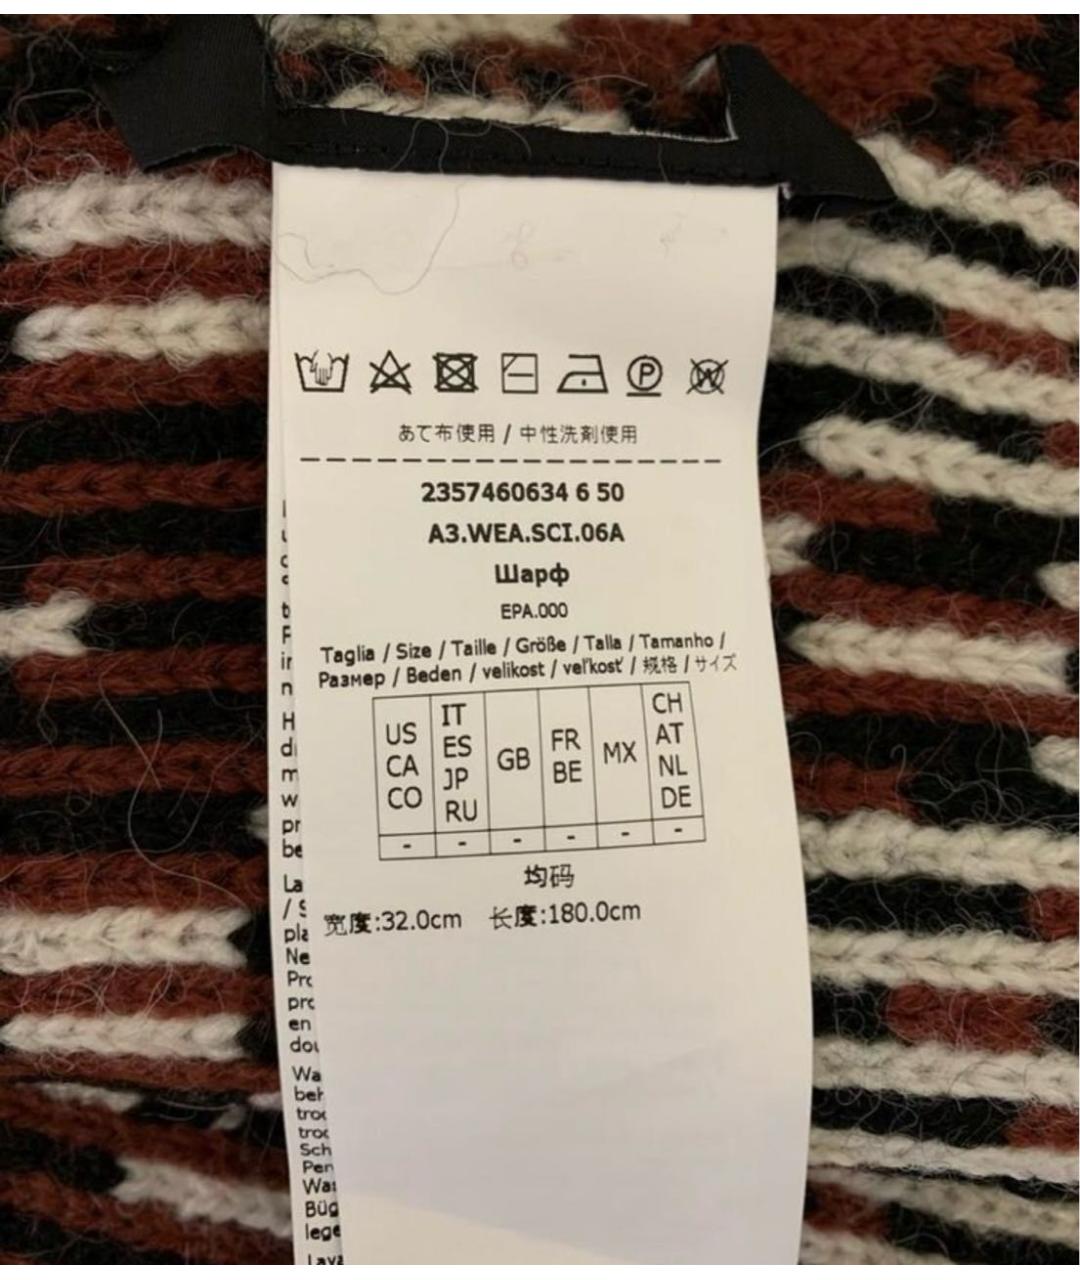 あて布使用 / 中性洗剤使用
2357460634 6 50
A3.WEA.SCI.06A
Шарф
EPA.000
Taglia / Size / Taille / Größe / Talla / Tamanho /
Размер / Beden / velikost / veľkosť / 规格 / サイズ
US CA CO
IT ES JP RU
GB
FR BE
MX
CH AT NL DE
- - - - - -
均码
宽度:32.0cm 长度:180.0cm